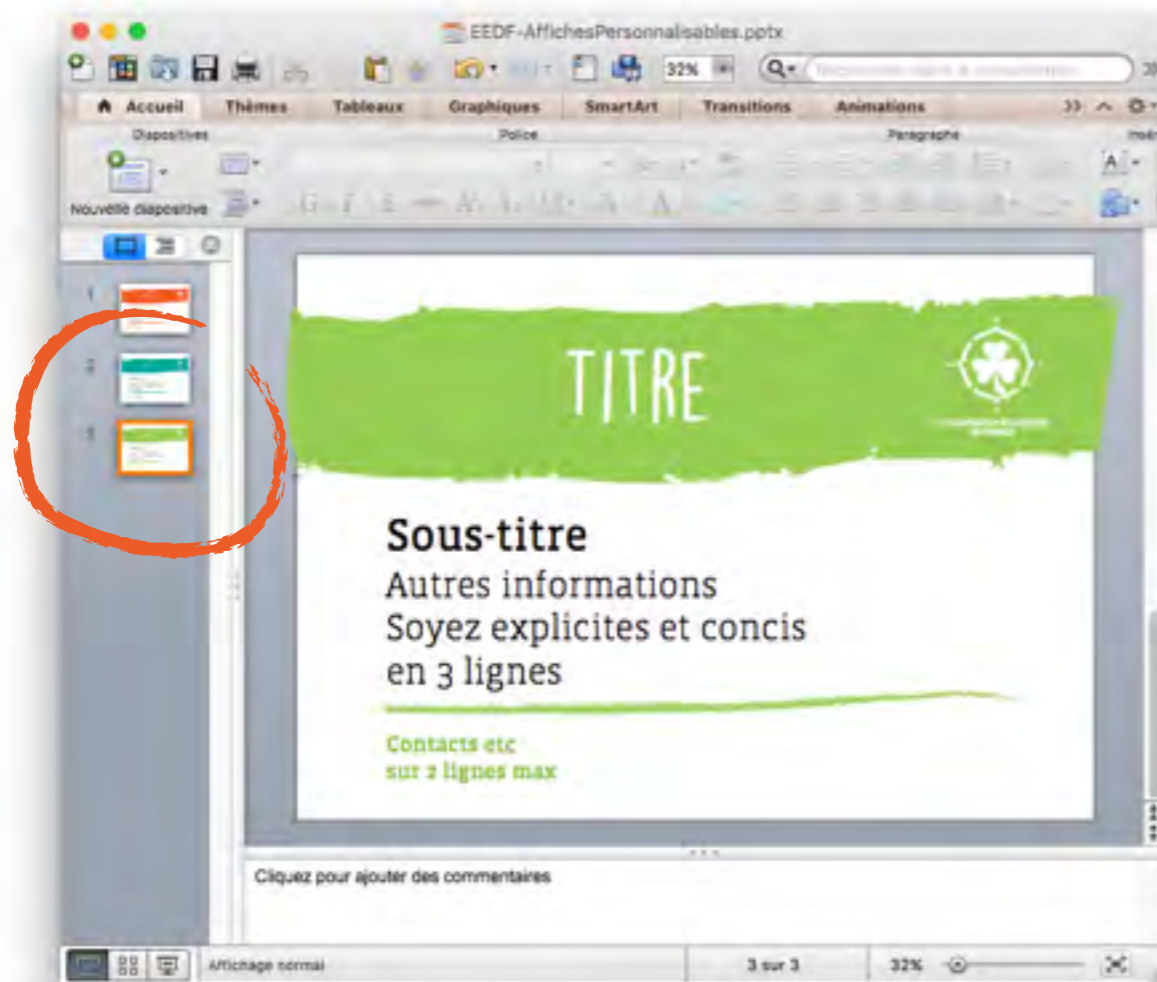 EEDF-AffichesPersonnalisables.pptx
32%
Accueil Thèmes Tableaux Graphiques SmartArt Transitions Animations
Diapositives Police Paragraphe
Nouvelle diapositive
1
2
3
TITRE
Sous-titre
Autres informations
Soyez explicites et concis
en 3 lignes
Contacts etc
sur 2 lignes max
Cliquez pour ajouter des commentaires
Affichage normal 3 sur 3 32%